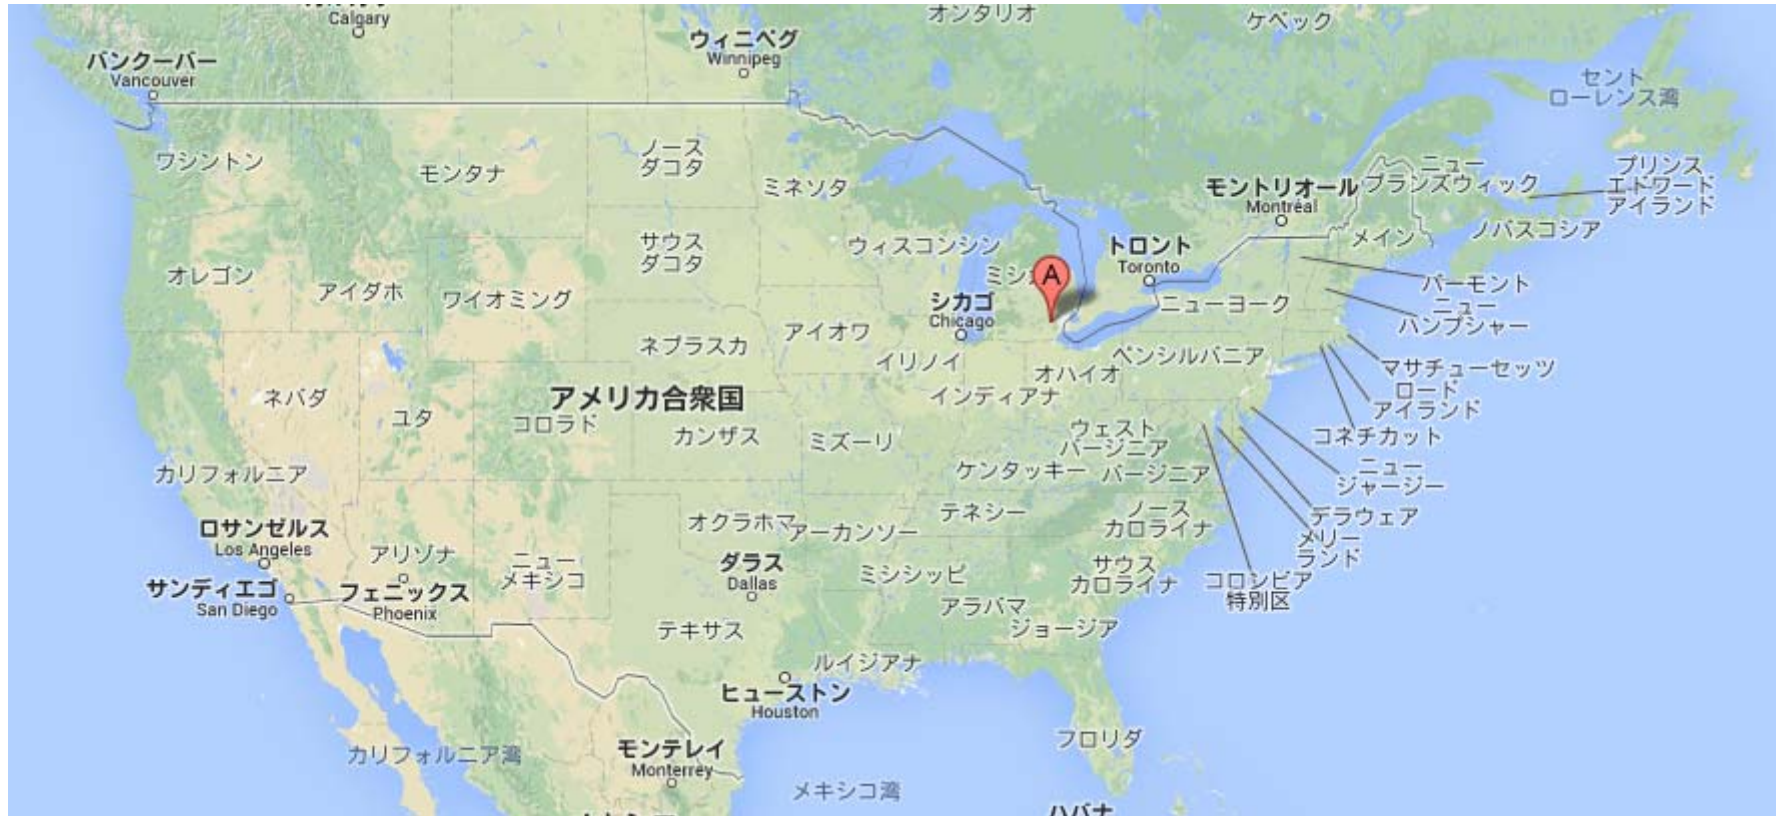 Calgary
オンタリオ
ケベック
ウィニペグ
Winnipeg
バンクーバー
Vancouver
セント
ローレンス湾
ワシントン
モンタナ
ノース
ダコタ
ミネソタ
モントリオール
Montréal
ニュー
ブランズウィック
プリンス
エドワード
アイランド
ノバスコシア
メイン
オレゴン
アイダホ
ワイオミング
サウス
ダコタ
ウィスコンシン
ミシ
A
トロント
Toronto
シカゴ
Chicago
ニューヨーク
バーモント
ニュー
ハンプシャー
ネブラスカ
アイオワ
イリノイ
オハイオ
ペンシルバニア
マサチューセッツ
ロード
アイランド
コネチカット
ネバダ
ユタ
アメリカ合衆国
コロラド
カンザス
ミズーリ
インディアナ
ウェスト
バージニア
ケンタッキー
バージニア
ニュー
ジャージー
デラウェア
メリー
ランド
カリフォルニア
ロサンゼルス
Los Angeles
アリゾナ
ニュー
メキシコ
オクラホマ
アーカンソー
テネシー
ノース
カロライナ
サンディエゴ
San Diego
フェニックス
Phoenix
ダラス
Dallas
ミシシッピ
アラバマ
サウス
カロライナ
コロンビア
特別区
テキサス
ジョージア
ルイジアナ
ヒューストン
Houston
カリフォルニア湾
モンテレイ
Monterrey
メキシコ湾
フロリダ
ハバナ